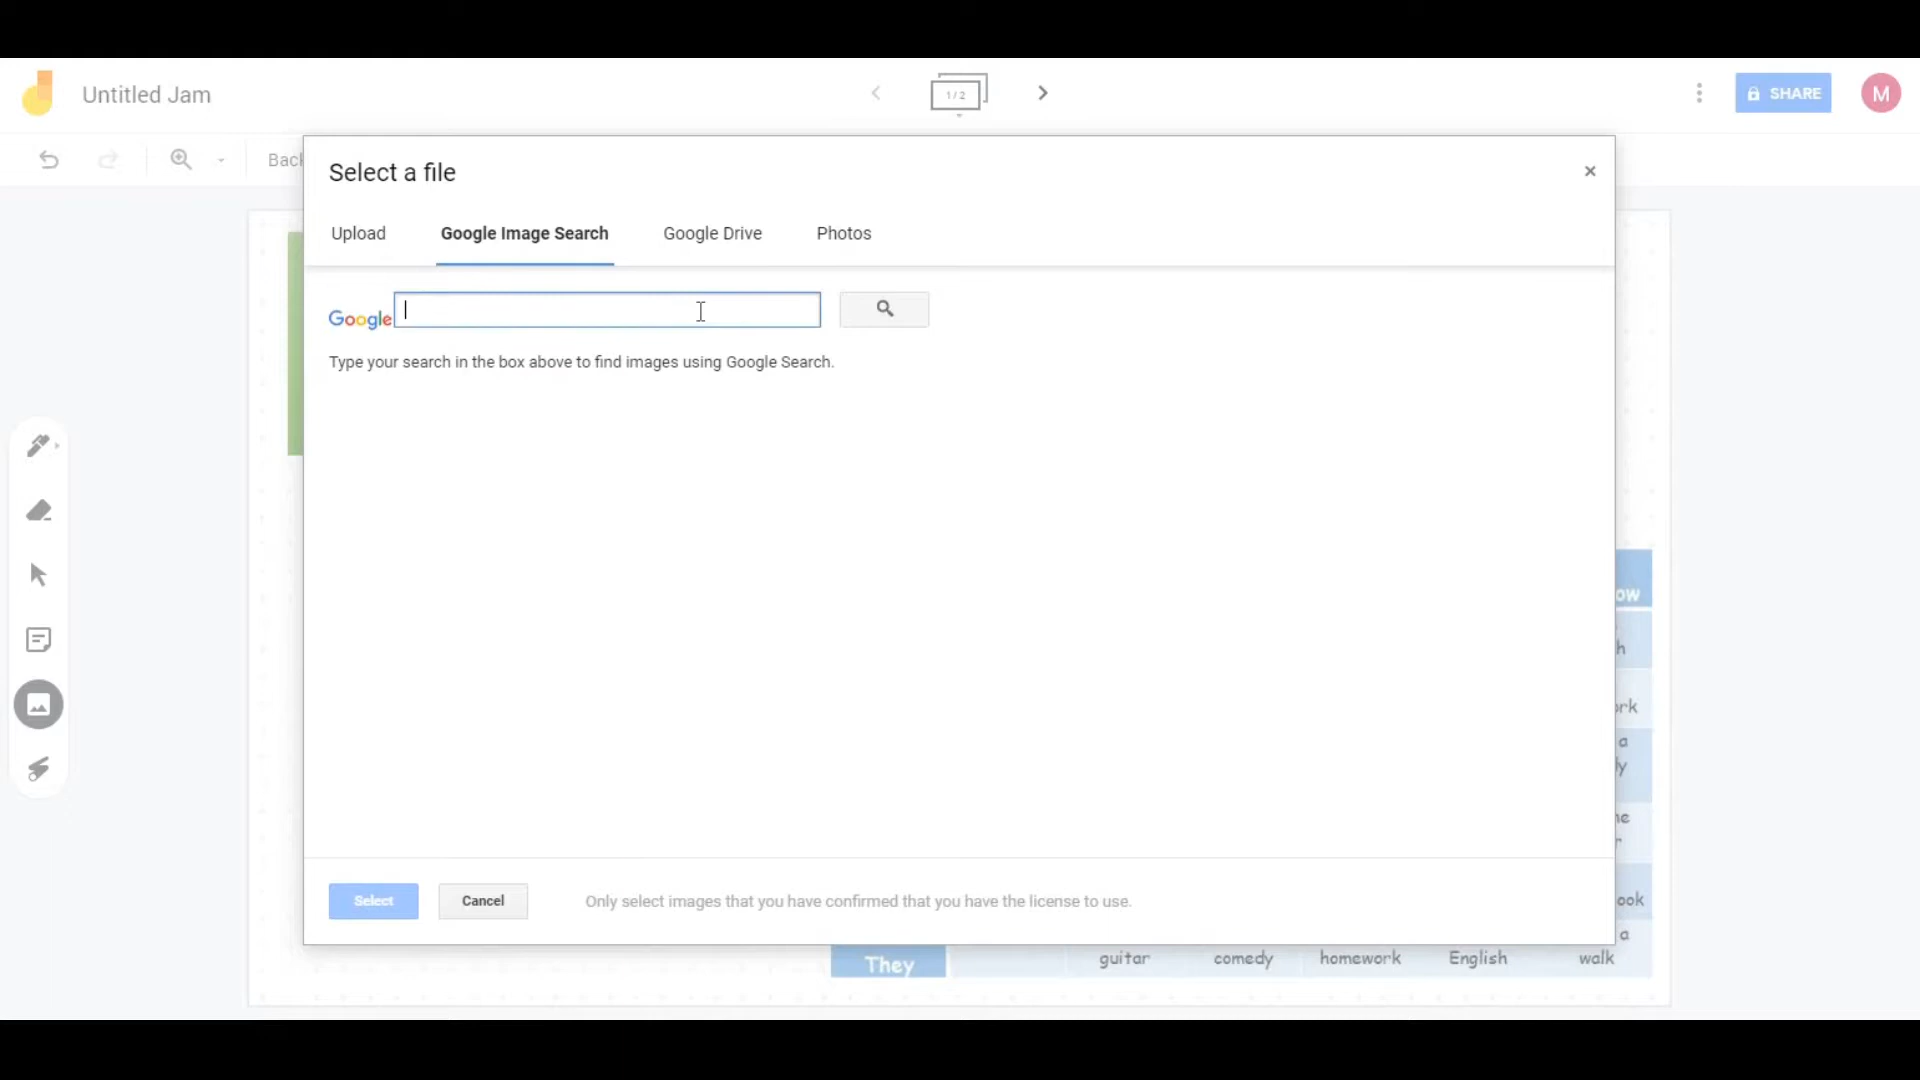 Untitled Jam
1 / 2
SHARE
M
Select a file
×
Upload
Google Image Search
Google Drive
Photos
Google
Type your search in the box above to find images using Google Search.
Select
Cancel
Only select images that you have confirmed that you have the license to use.
a
a
They
guitar
comedy
homework
English
walk